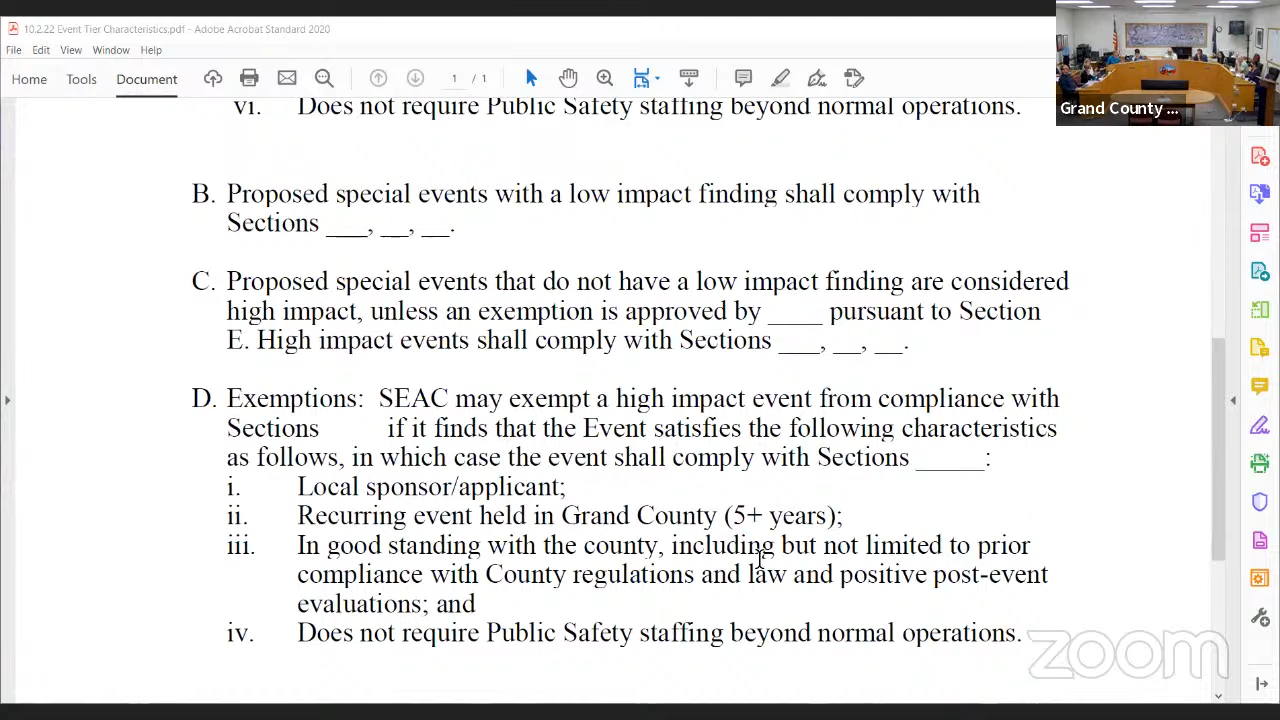 10.2.22 Event Tier Characteristics.pdf - Adobe Acrobat Standard 2020
File Edit View Window Help
Home Tools Document 1 / 1
Grand County ...
vi. Does not require Public Safety staffing beyond normal operations.
B. Proposed special events with a low impact finding shall comply with
Sections ___, __, __.
C. Proposed special events that do not have a low impact finding are considered
high impact, unless an exemption is approved by ____ pursuant to Section
E. High impact events shall comply with Sections ___, __, __.
D. Exemptions: SEAC may exempt a high impact event from compliance with
Sections if it finds that the Event satisfies the following characteristics
as follows, in which case the event shall comply with Sections _____:
i. Local sponsor/applicant;
ii. Recurring event held in Grand County (5+ years);
iii. In good standing with the county, including but not limited to prior
compliance with County regulations and law and positive post-event
evaluations; and
iv. Does not require Public Safety staffing beyond normal operations.
zoom